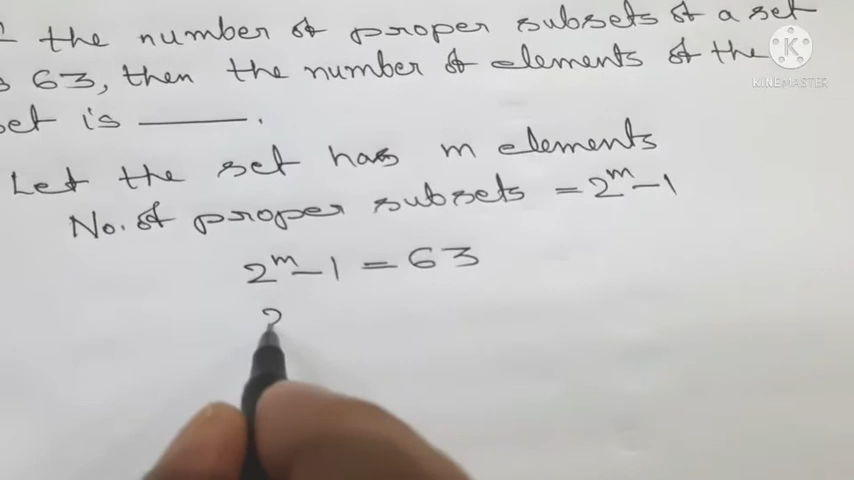 the number of proper subsets of a set
63, then the number of elements of the
set is ______.
Let the set has m elements
No. of proper subsets = 2^m - 1
2^m - 1 = 63
2
K
KINEMASTER